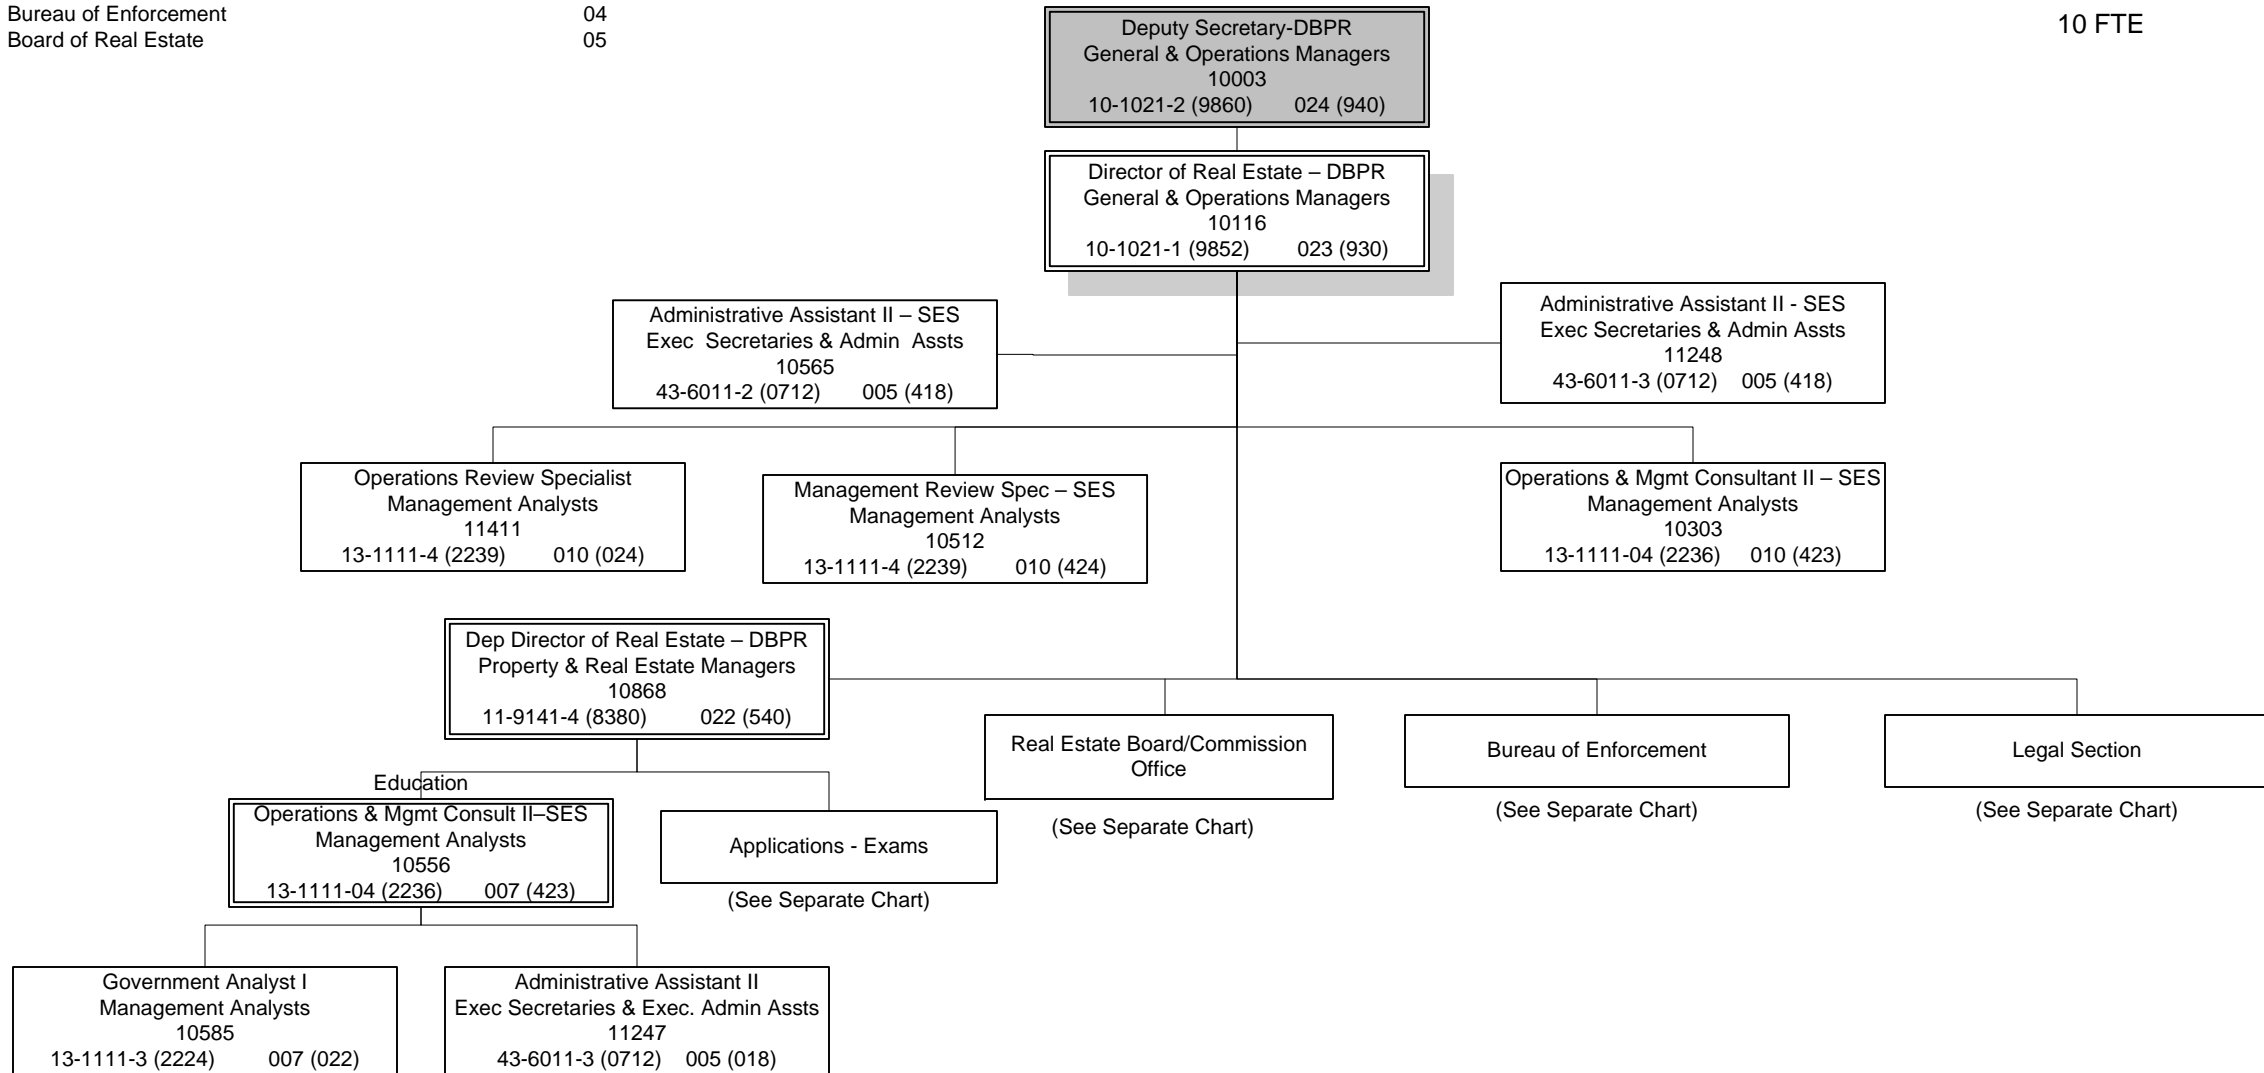 Bureau of Enforcement 04
Board of Real Estate 05
10 FTE
Deputy Secretary-DBPR
General & Operations Managers
10003
10-1021-2 (9860) 024 (940)
Director of Real Estate – DBPR
General & Operations Managers
10116
10-1021-1 (9852) 023 (930)
Administrative Assistant II – SES
Exec Secretaries & Admin Assts
10565
43-6011-2 (0712) 005 (418)
Administrative Assistant II - SES
Exec Secretaries & Admin Assts
11248
43-6011-3 (0712) 005 (418)
Operations Review Specialist
Management Analysts
11411
13-1111-4 (2239) 010 (024)
Management Review Spec – SES
Management Analysts
10512
13-1111-4 (2239) 010 (424)
Operations & Mgmt Consultant II – SES
Management Analysts
10303
13-1111-04 (2236) 010 (423)
Dep Director of Real Estate – DBPR
Property & Real Estate Managers
10868
11-9141-4 (8380) 022 (540)
Real Estate Board/Commission
Office
(See Separate Chart)
Bureau of Enforcement
(See Separate Chart)
Legal Section
(See Separate Chart)
Education
Operations & Mgmt Consult II–SES
Management Analysts
10556
13-1111-04 (2236) 007 (423)
Applications - Exams
(See Separate Chart)
Government Analyst I
Management Analysts
10585
13-1111-3 (2224) 007 (022)
Administrative Assistant II
Exec Secretaries & Exec. Admin Assts
11247
43-6011-3 (0712) 005 (018)